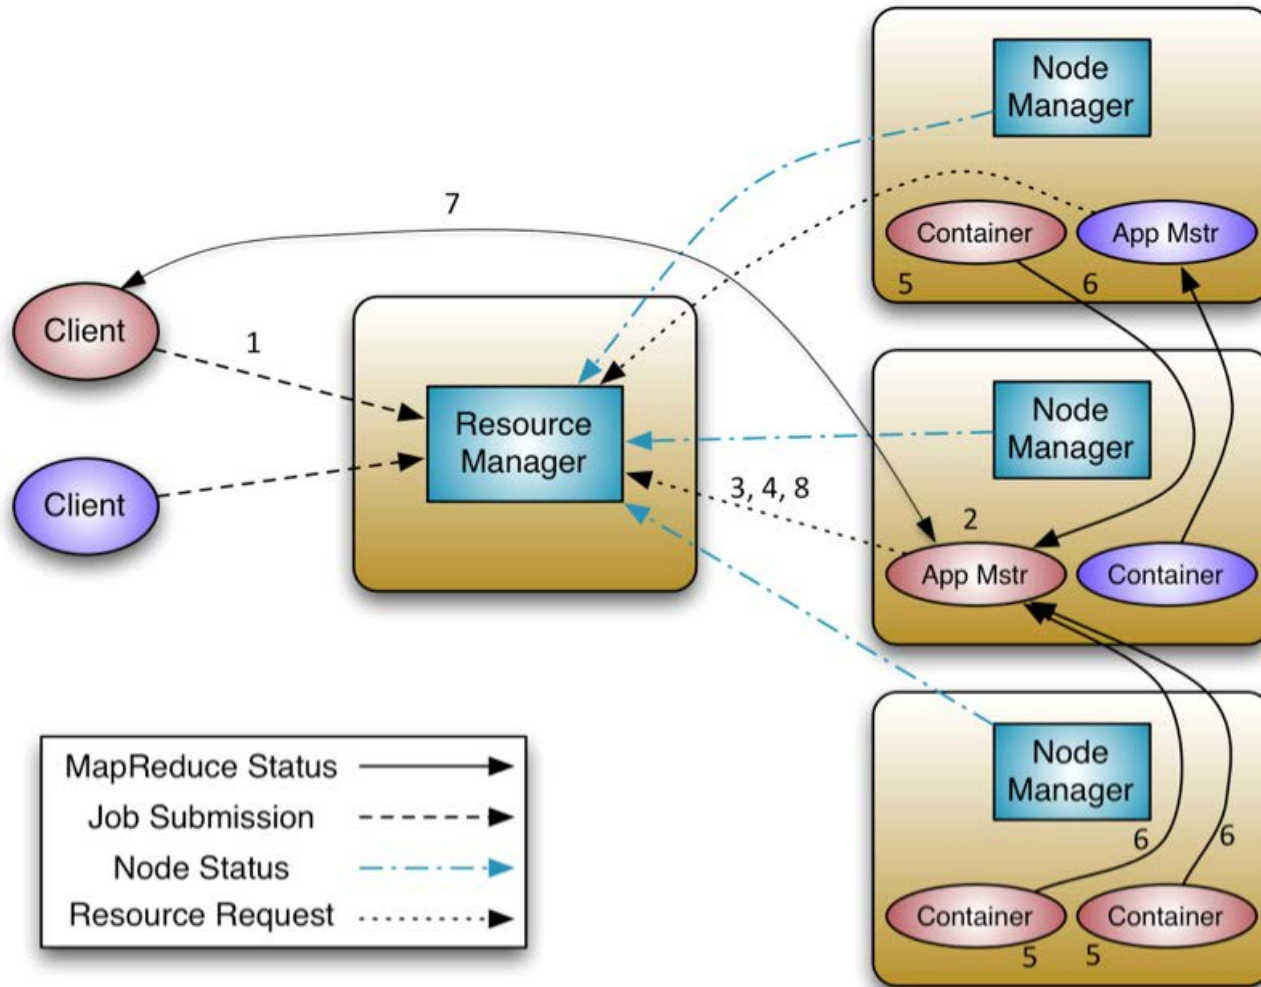 Node
Manager
7
Container
App Mstr
5
6
Client
1
Resource
Manager
Node
Manager
Client
3, 4, 8
2
App Mstr
Container
Node
Manager
MapReduce Status
Job Submission
Node Status
Resource Request
6
6
Container
Container
5
5